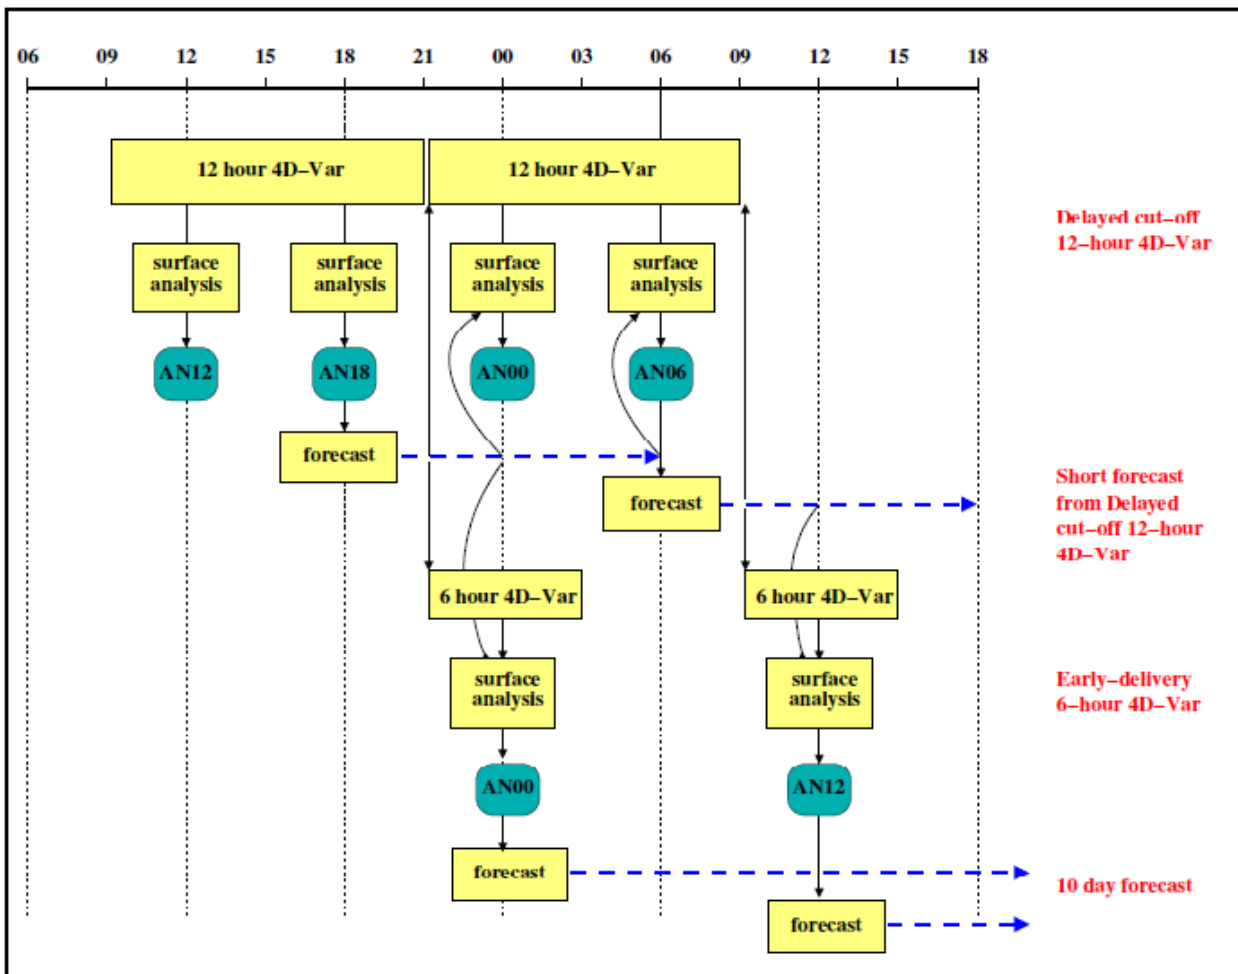 06 09 12 15 18 21 00 03 06 09 12 15 18
12 hour 4D–Var 12 hour 4D–Var
Delayed cut–off
12–hour 4D–Var
surface surface surface surface
analysis analysis analysis analysis
AN12 AN18 AN00 AN06
forecast
forecast
Short forecast
from Delayed
cut–off 12–hour
4D–Var
6 hour 4D–Var 6 hour 4D–Var
surface surface
analysis analysis
Early–delivery
6–hour 4D–Var
AN00 AN12
forecast
10 day forecast
forecast